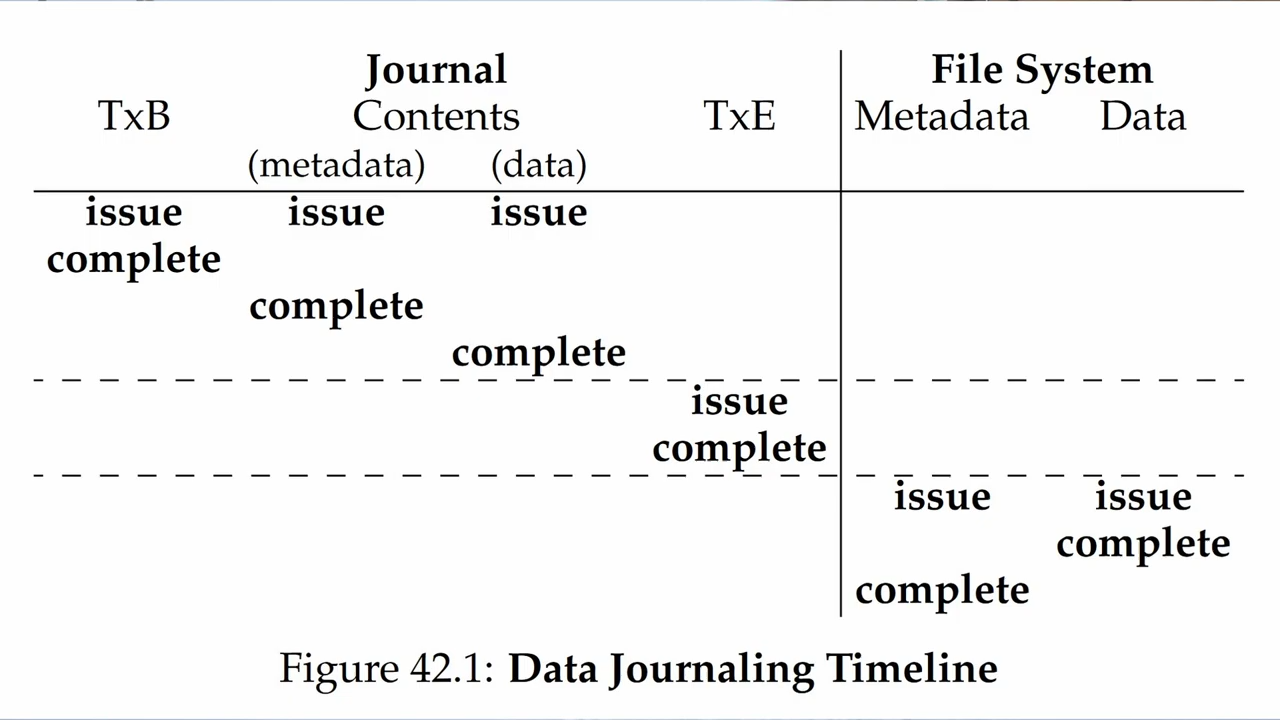 Journal File System
TxB Contents TxE Metadata Data
(metadata) (data)
issue issue issue
complete
complete
complete
issue
complete
issue issue
complete
complete
Figure 42.1: Data Journaling Timeline